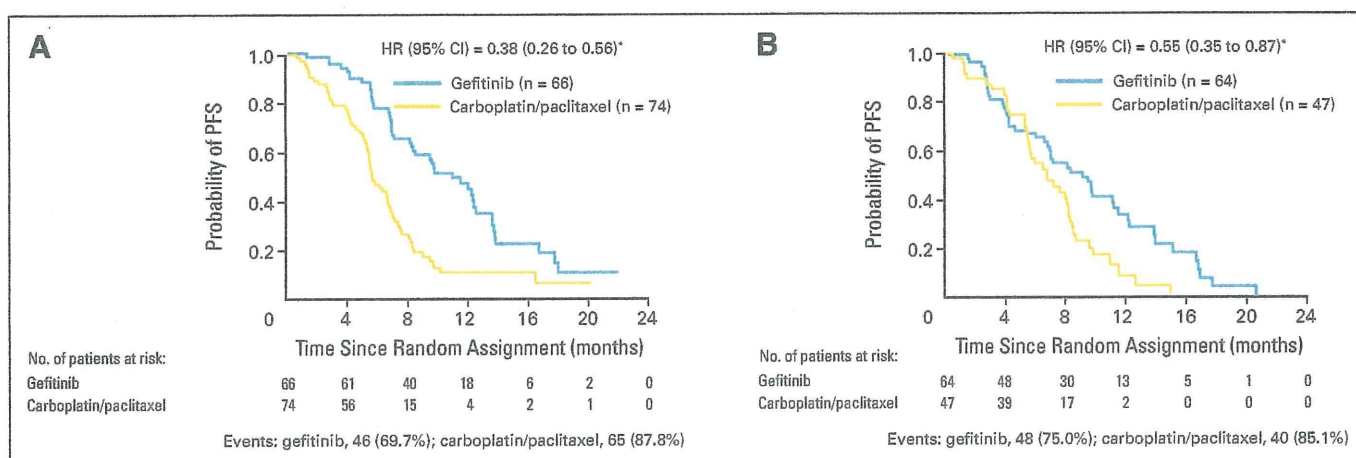 A
HR (95% CI) = 0.38 (0.26 to 0.56)*
Gefitinib (n = 66)
Carboplatin/paclitaxel (n = 74)
Probability of PFS
1.0
0.8
0.6
0.4
0.2
0 4 8 12 16 20 24
Time Since Random Assignment (months)
No. of patients at risk:
Gefitinib 66 61 40 18 6 2 0
Carboplatin/paclitaxel 74 56 15 4 2 1 0
Events: gefitinib, 46 (69.7%); carboplatin/paclitaxel, 65 (87.8%)
B
HR (95% CI) = 0.55 (0.35 to 0.87)*
Gefitinib (n = 64)
Carboplatin/paclitaxel (n = 47)
Probability of PFS
1.0
0.8
0.6
0.4
0.2
0 4 8 12 16 20 24
Time Since Random Assignment (months)
No. of patients at risk:
Gefitinib 64 48 30 13 5 1 0
Carboplatin/paclitaxel 47 39 17 2 0 0 0
Events: gefitinib, 48 (75.0%); carboplatin/paclitaxel, 40 (85.1%)